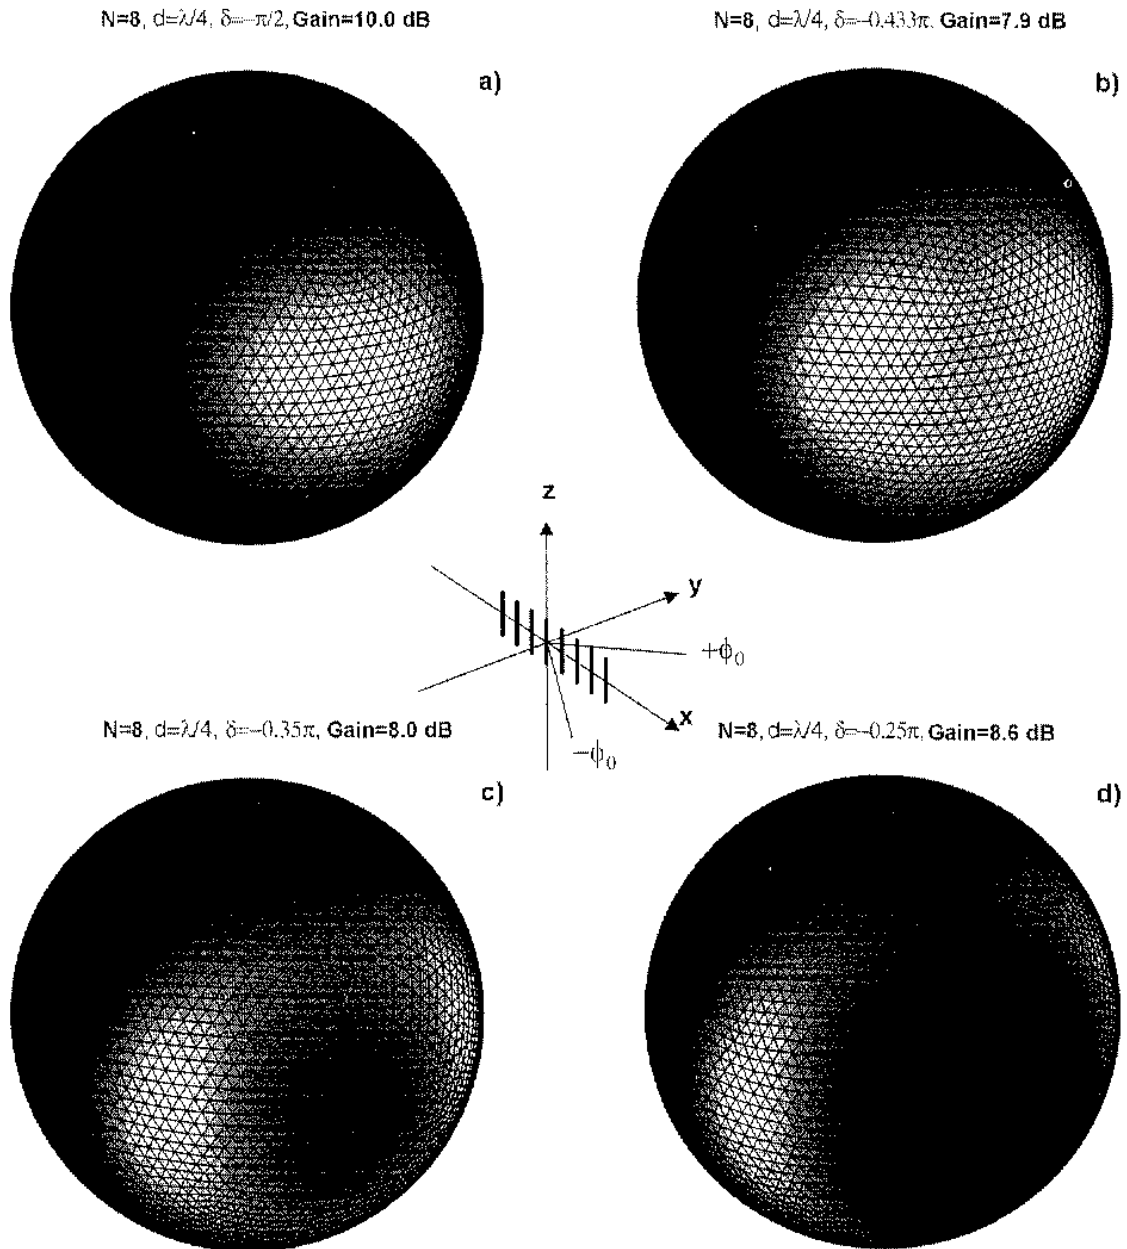 N=8, d=λ/4, δ=−π/2, Gain=10.0 dB
N=8, d=λ/4, δ=−0.433π, Gain=7.9 dB
a)
b)
z
y
+ϕ₀
x
−ϕ₀
N=8, d=λ/4, δ=−0.35π, Gain=8.0 dB
N=8, d=λ/4, δ=−0.25π, Gain=8.6 dB
c)
d)